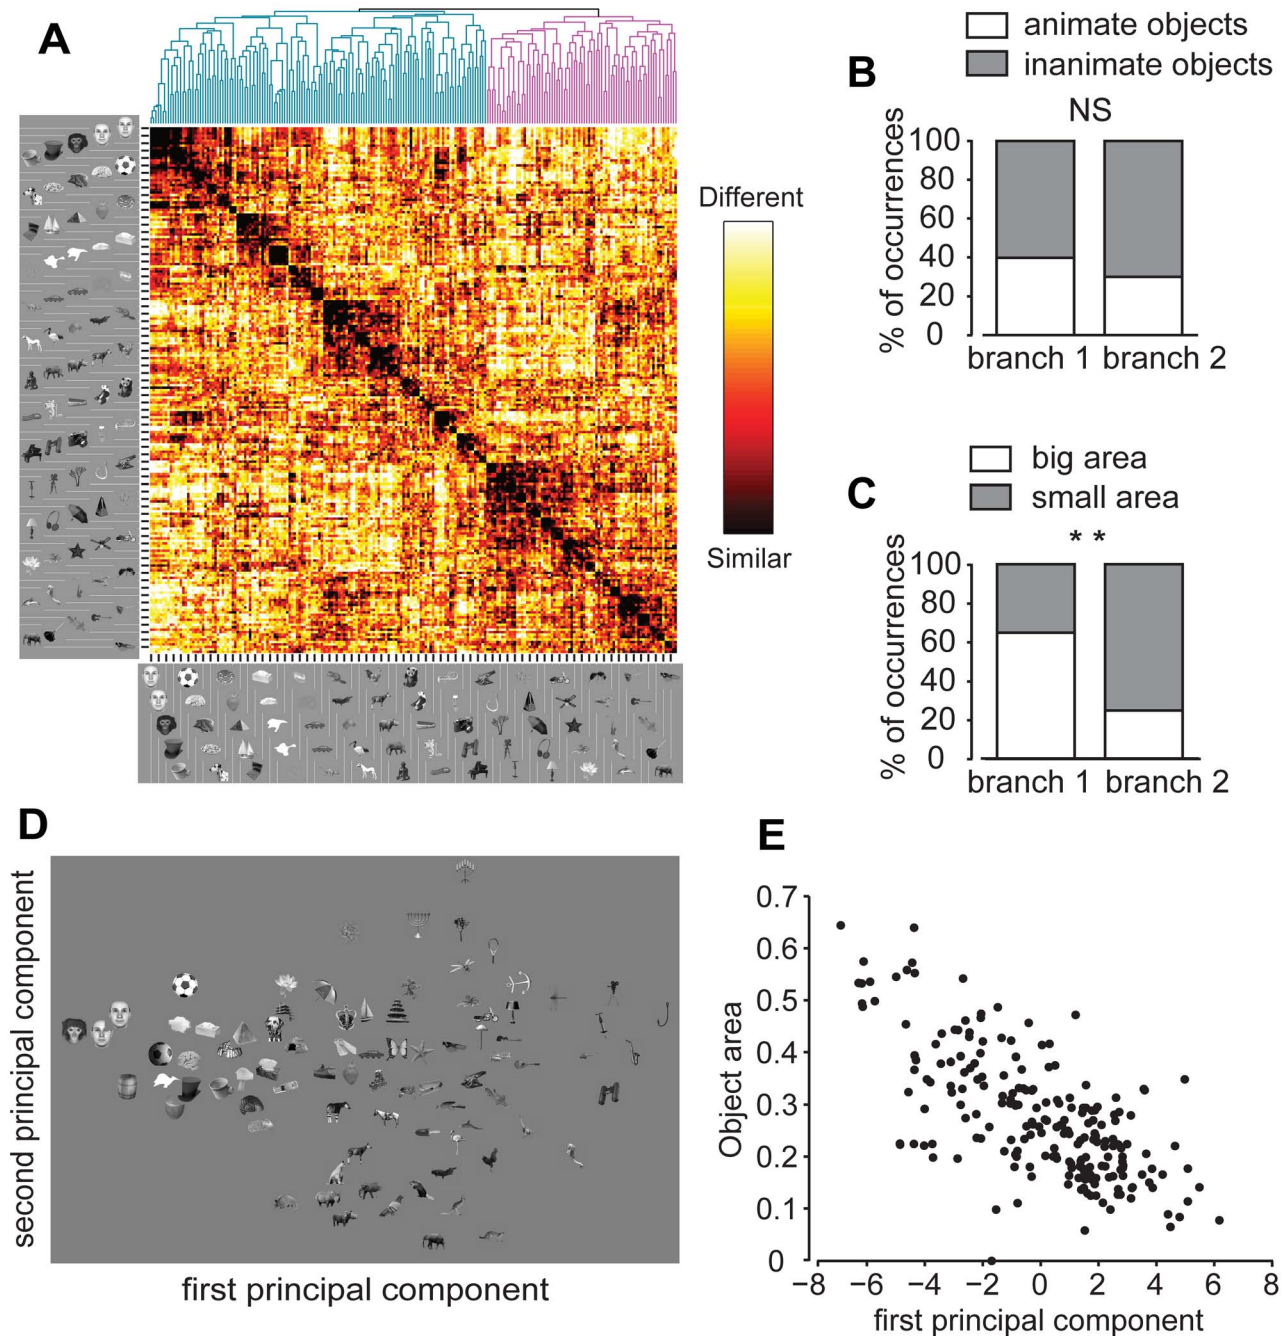 A
Different
Similar
B
animate objects
inanimate objects
NS
% of occurrences
100
80
60
40
20
0
branch 1
branch 2
C
big area
small area
* *
% of occurrences
100
80
60
40
20
0
branch 1
branch 2
D
second principal component
first principal component
E
Object area
0.7
0.6
0.5
0.4
0.3
0.2
0.1
0
−8 −6 −4 −2 0 2 4 6 8
first principal component